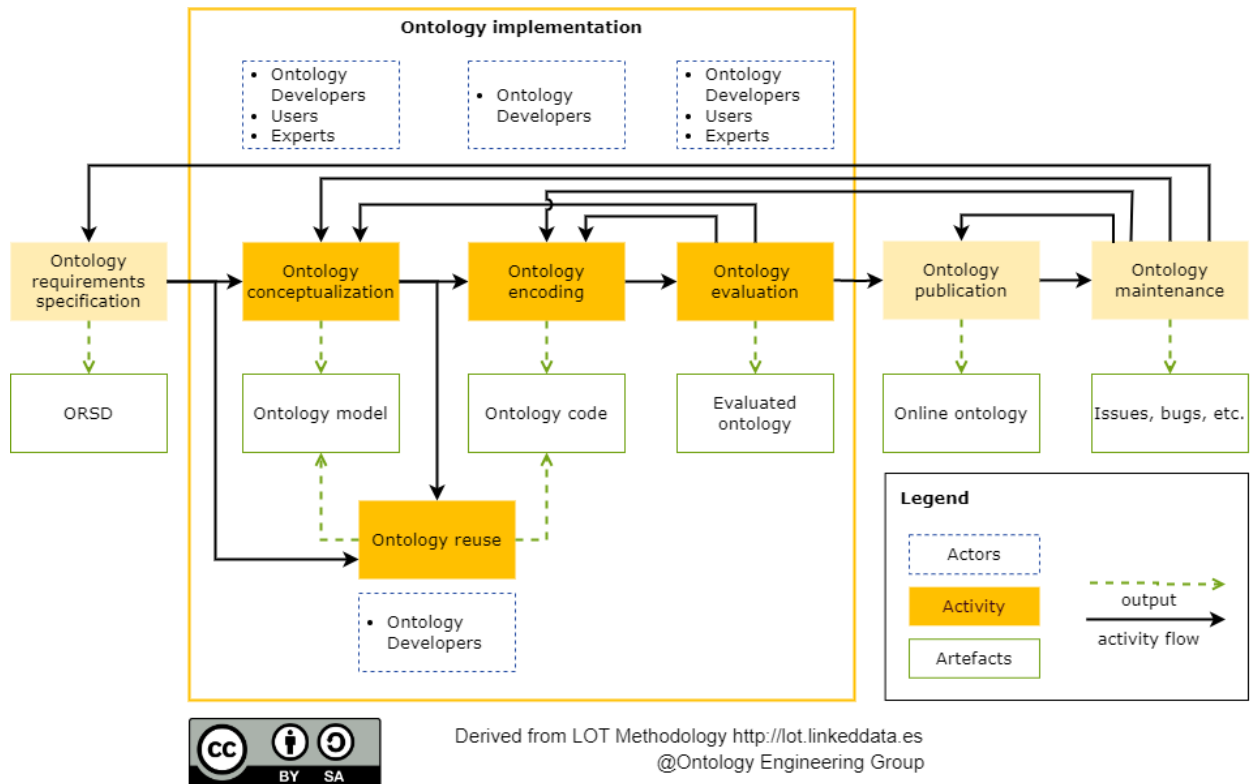 Ontology implementation
• Ontology
Developers
• Users
• Experts
• Ontology
Developers
• Ontology
Developers
• Users
• Experts
Ontology
requirements
specification
Ontology
conceptualization
Ontology
encoding
Ontology
evaluation
Ontology
publication
Ontology
maintenance
ORSD
Ontology model
Ontology code
Evaluated
ontology
Online ontology
Issues, bugs, etc.
Ontology reuse
• Ontology
Developers
Legend
Actors
Activity
Artefacts
output
activity flow
cc
BY SA
Derived from LOT Methodology http://lot.linkeddata.es
@Ontology Engineering Group